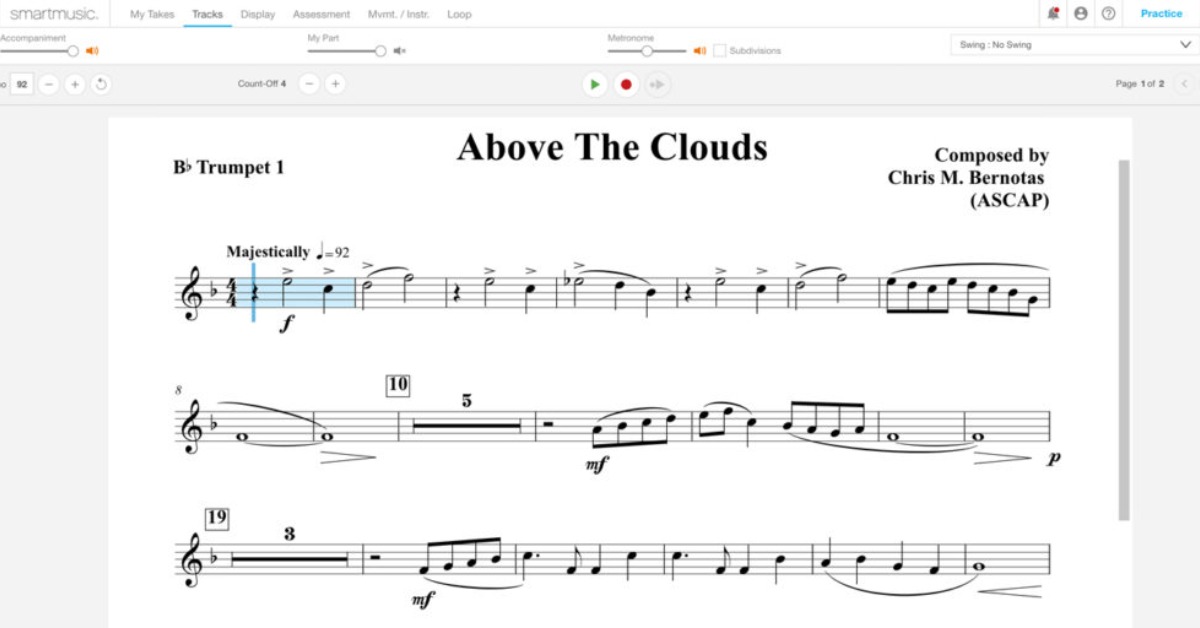 smartmusic. My Takes Tracks Display Assessment Mvmt. / Instr. Loop Practice
Accompaniment My Part Metronome Subdivisions Swing : No Swing
92 − + Count-Off 4 − + Page 1 of 2
Above The Clouds
B♭ Trumpet 1
Composed by
Chris M. Bernotas
(ASCAP)
Majestically ♩=92
4
4
f
8
10
5
mf
p
19
3
mf